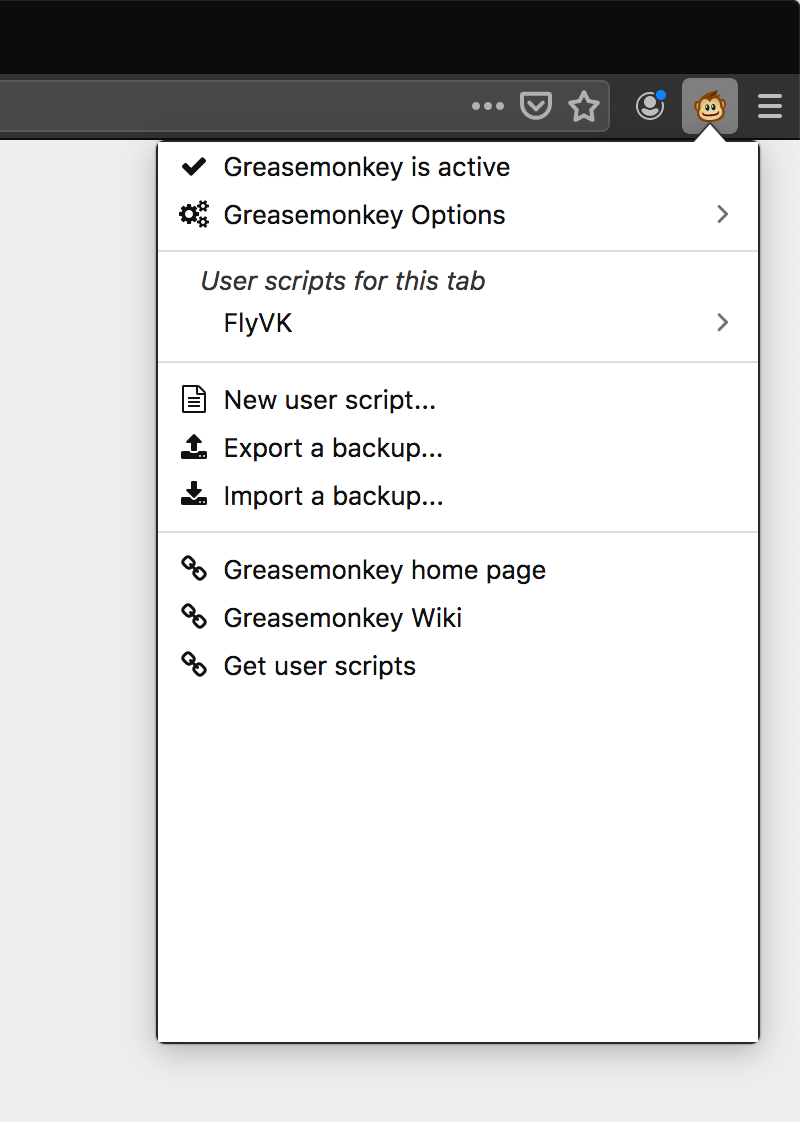 Greasemonkey is active
Greasemonkey Options
User scripts for this tab
FlyVK
New user script...
Export a backup...
Import a backup...
Greasemonkey home page
Greasemonkey Wiki
Get user scripts